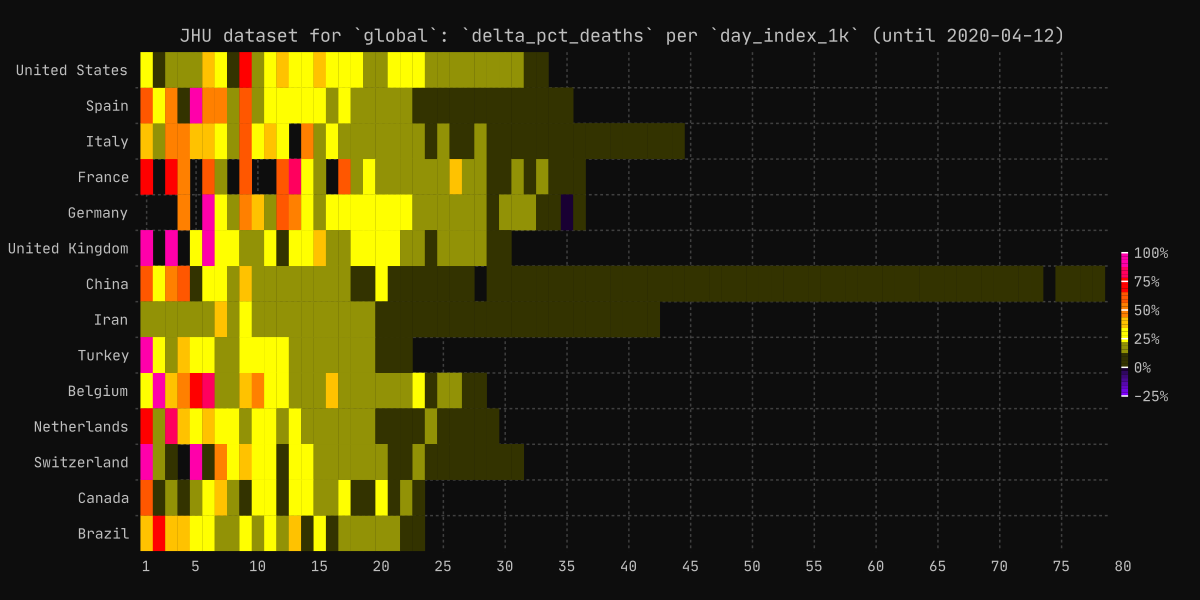 JHU dataset for `global`: `delta_pct_deaths` per `day_index_1k` (until 2020-04-12)
United States
Spain
Italy
France
Germany
United Kingdom
China
Iran
Turkey
Belgium
Netherlands
Switzerland
Canada
Brazil
1 5 10 15 20 25 30 35 40 45 50 55 60 65 70 75 80
100%
75%
50%
25%
0%
-25%